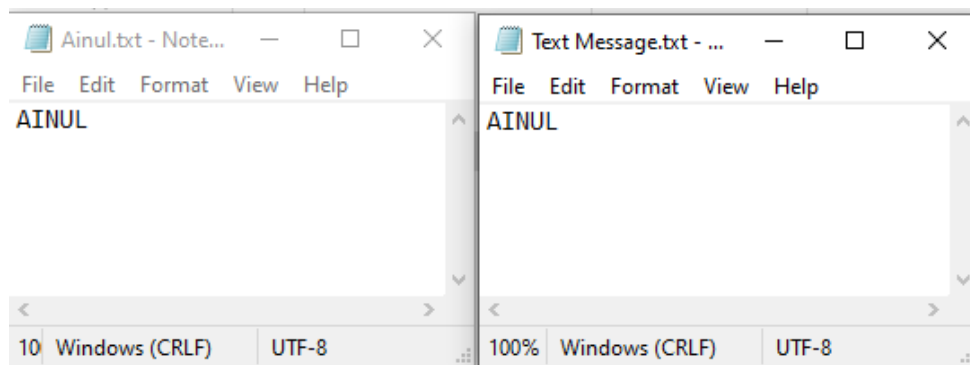 Ainul.txt - Note...
File Edit Format View Help
AINUL
Windows (CRLF) UTF-8
Text Message.txt - ...
File Edit Format View Help
AINUL
100% Windows (CRLF) UTF-8